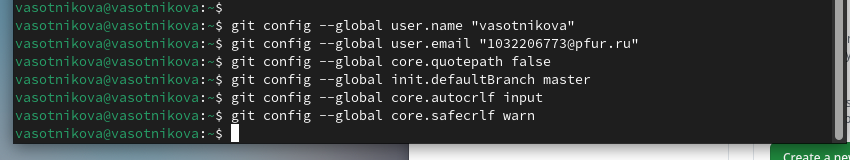 vasotnikova@vasotnikova:~$
vasotnikova@vasotnikova:~$ git config --global user.name "vasotnikova"
vasotnikova@vasotnikova:~$ git config --global user.email "1032206773@pfur.ru"
vasotnikova@vasotnikova:~$ git config --global core.quotepath false
vasotnikova@vasotnikova:~$ git config --global init.defaultBranch master
vasotnikova@vasotnikova:~$ git config --global core.autocrlf input
vasotnikova@vasotnikova:~$ git config --global core.safecrlf warn
vasotnikova@vasotnikova:~$
Create a new